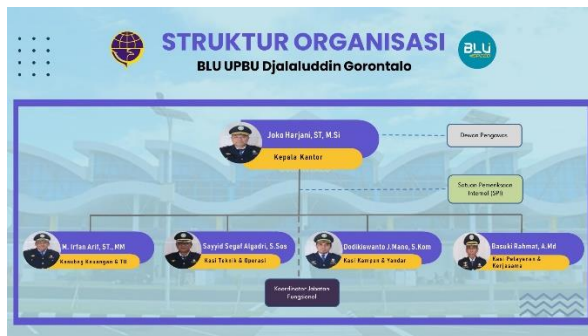 STRUKTUR ORGANISASI
BLU
BLU UPBU Djalaluddin Gorontalo
Joko Harjani, ST, M.Si
Kepala Kantor
Dewan Pengawas
Satuan Pemeriksaan
Internal (SPI)
M. Irfan Arif, ST., MM
Kasubag Keuangan & TU
Sayyid Segaf Algadri, S.Sos
Kasi Teknik & Operasi
Dodikiswanto J.Mano, S.Kom
Kasi Kampen & Yandar
Basuki Rahmat, A.Md
Kasi Pelayanan &
Kerjasama
Koordinator Jabatan
Fungsional